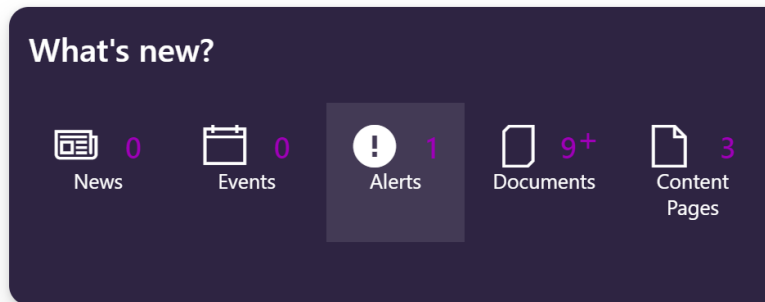 What's new?
0
News
0
Events
1
Alerts
9+
Documents
3
Content
Pages